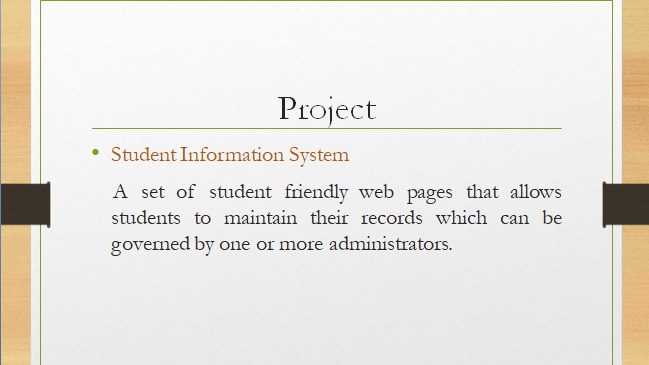 Project
• Student Information System
A set of student friendly web pages that allows
students to maintain their records which can be
governed by one or more administrators.